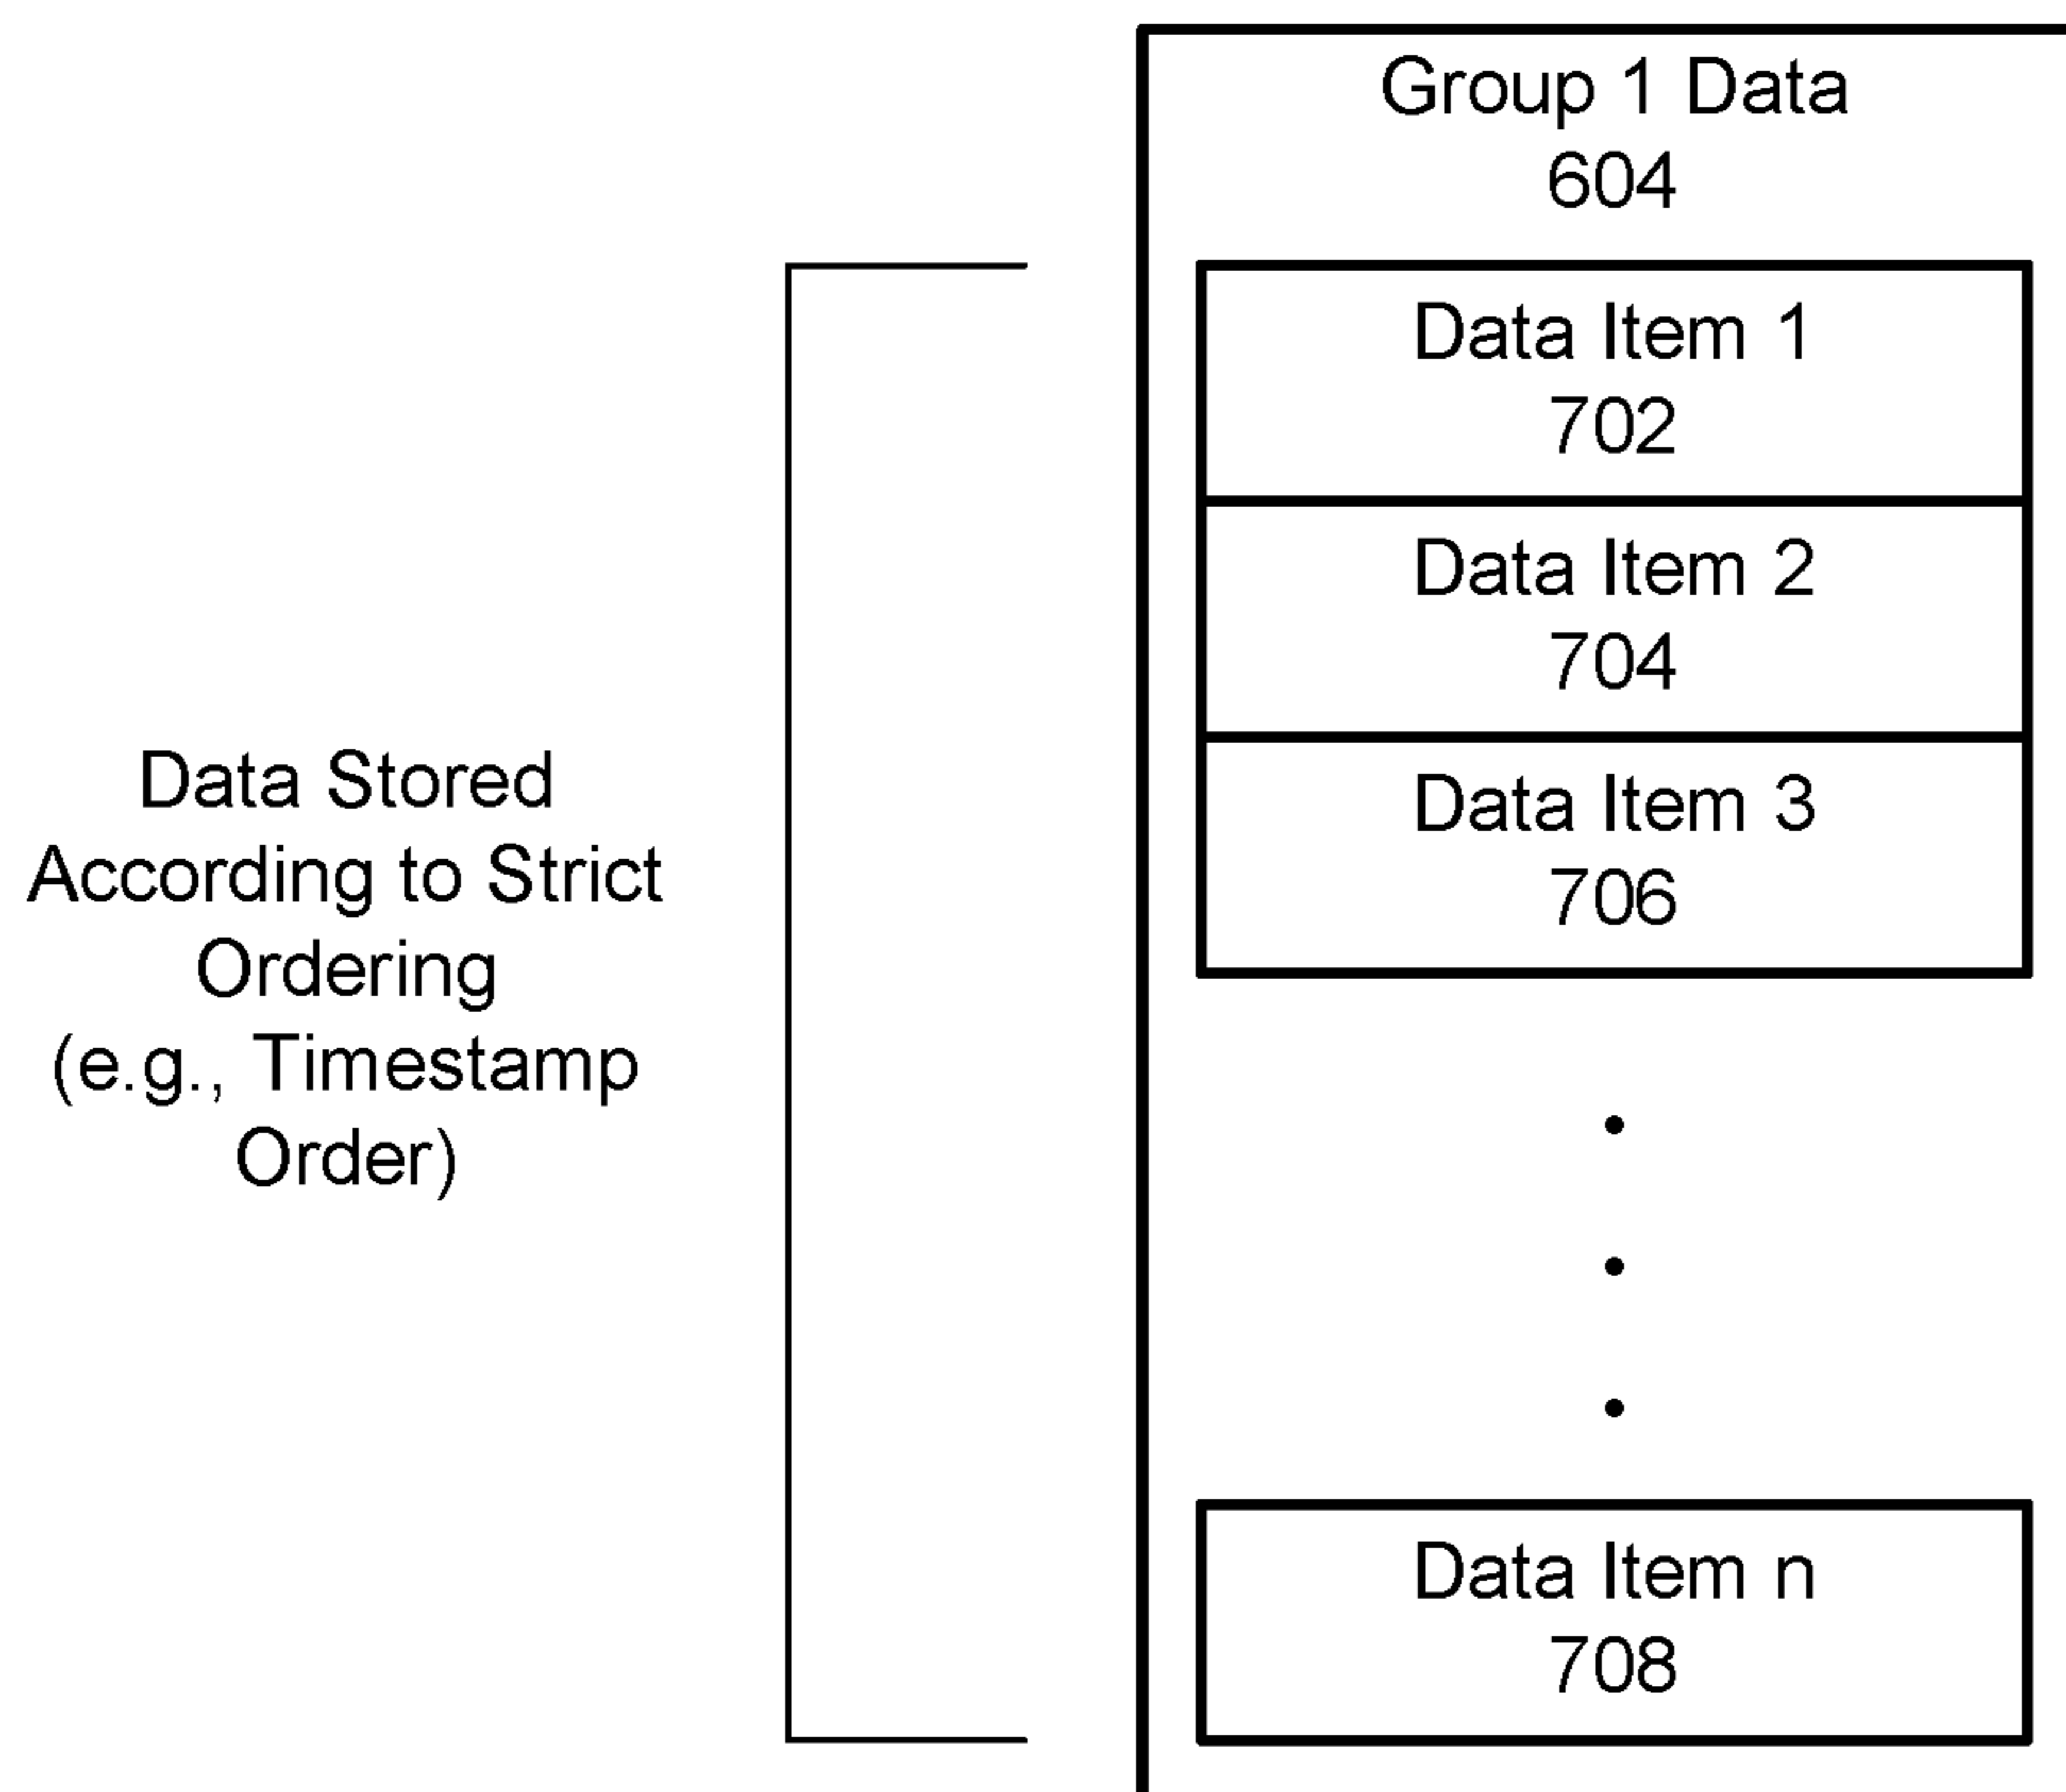 Group 1 Data
604
Data Item 1
702
Data Item 2
704
Data Item 3
706
Data Stored
According to Strict
Ordering
(e.g., Timestamp
Order)
Data Item n
708